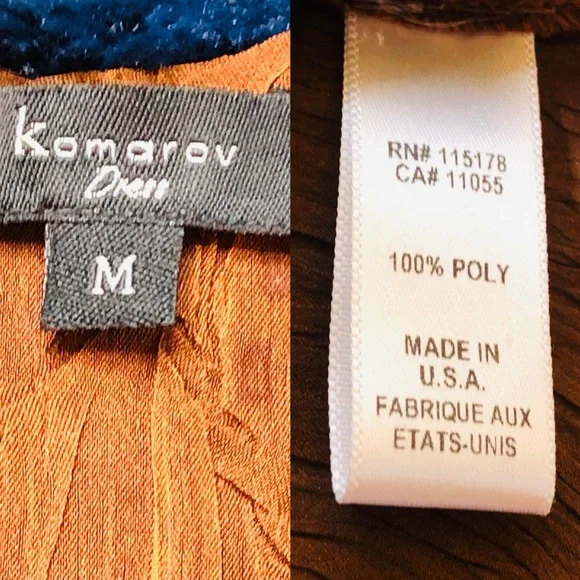 Komarov
Dress
M
RN# 115178
CA# 11055
100% POLY
MADE IN
U.S.A.
FABRIQUE AUX
ETATS-UNIS